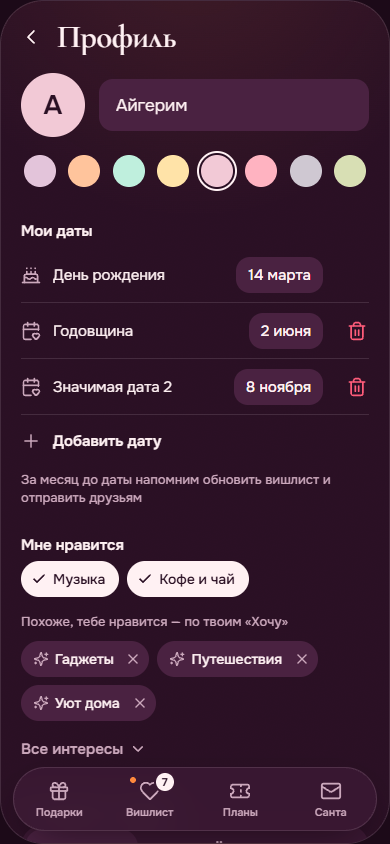 Профиль
А
Айгерим
Мои даты
День рождения
14 марта
Годовщина
2 июня
Значимая дата 2
8 ноября
Добавить дату
За месяц до даты напомним обновить вишлист и
отправить друзьям
Мне нравится
Музыка
Кофе и чай
Похоже, тебе нравится — по твоим «Хочу»
Гаджеты
Путешествия
Уют дома
Все интересы
7
Подарки
Вишлист
Планы
Санта